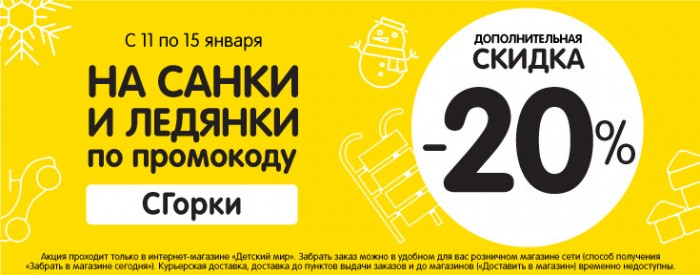 С 11 по 15 января
НА САНКИ
И ЛЕДЯНКИ
по промокоду
СГорки
ДОПОЛНИТЕЛЬНАЯ
СКИДКА
-20%
Акция проходит только в интернет-магазине «Детский мир». Забрать заказ можно в удобном для вас розничном магазине сети (способ получения
«Забрать в магазине сегодня»). Курьерская доставка, доставка до пунктов выдачи заказов и до магазинов («Доставить в магазин») временно недоступны.